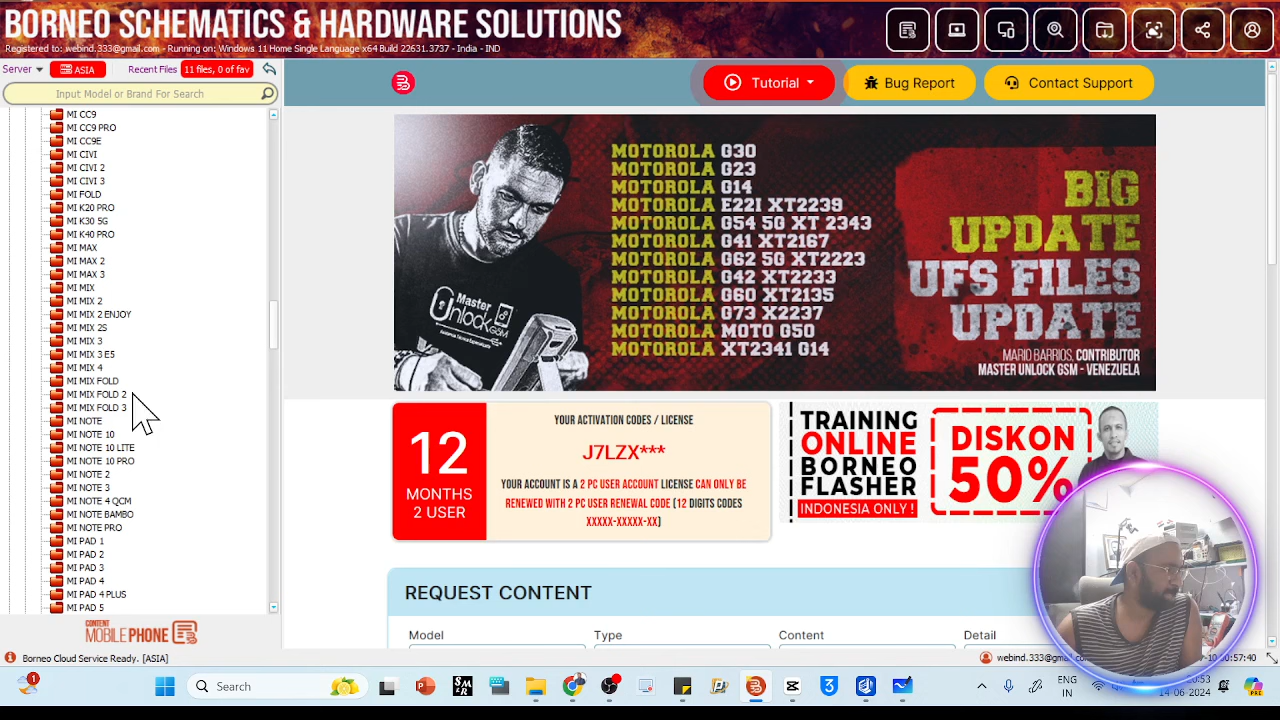 BORNEO SCHEMATICS & HARDWARE SOLUTIONS
Registered to: webind.333@gmail.com - Running on: Windows 11 Home Single Language x64 Build 22631.3737 - India - IND
Server
ASIA
Recent Files
11 files, 0 of fav
Input Model or Brand For Search
Tutorial
Bug Report
Contact Support
MI CC9
MI CC9 PRO
MI CC9E
MI CIVI
MI CIVI 2
MI CIVI 3
MI FOLD
MI K20 PRO
MI K30 5G
MI K40 PRO
MI MAX
MI MAX 2
MI MAX 3
MI MIX
MI MIX 2
MI MIX 2 ENJOY
MI MIX 2S
MI MIX 3
MI MIX 3 E5
MI MIX 4
MI MIX FOLD
MI MIX FOLD 2
MI MIX FOLD 3
MI NOTE
MI NOTE 10
MI NOTE 10 LITE
MI NOTE 10 PRO
MI NOTE 2
MI NOTE 3
MI NOTE 4 QCM
MI NOTE BAMBO
MI NOTE PRO
MI PAD 1
MI PAD 2
MI PAD 3
MI PAD 4
MI PAD 4 PLUS
MI PAD 5
CONTENT
MOBILEPHONE
Master
UnlockGSM
MOTOROLA G30
MOTOROLA G23
MOTOROLA G14
MOTOROLA E22I XT2239
MOTOROLA G54 5G XT 2343
MOTOROLA G41 XT2167
MOTOROLA G62 5G XT2223
MOTOROLA G42 XT2233
MOTOROLA G60 XT2135
MOTOROLA G73 X2237
MOTOROLA MOTO G50
MOTOROLA XT2341 G14
BIG
UPDATE
UFS FILES
UPDATE
MARIO BARRIOS, CONTRIBUTOR
MASTER UNLOCK GSM - VENEZUELA
12
MONTHS
2 USER
YOUR ACTIVATION CODES / LICENSE
J7LZX***
YOUR ACCOUNT IS A 2 PC USER ACCOUNT LICENSE CAN ONLY BE
RENEWED WITH 2 PC USER RENEWAL CODE (12 DIGITS CODES
XXXXX-XXXXX-XX)
TRAINING
ONLINE
BORNEO
FLASHER
INDONESIA ONLY !
DISKON
50%
REQUEST CONTENT
Model
Type
Content
Detail
Borneo Cloud Service Ready. [ASIA]
webind.333@gmail.com
00:57:40
1
Search
ENG
IN
14-06-2024